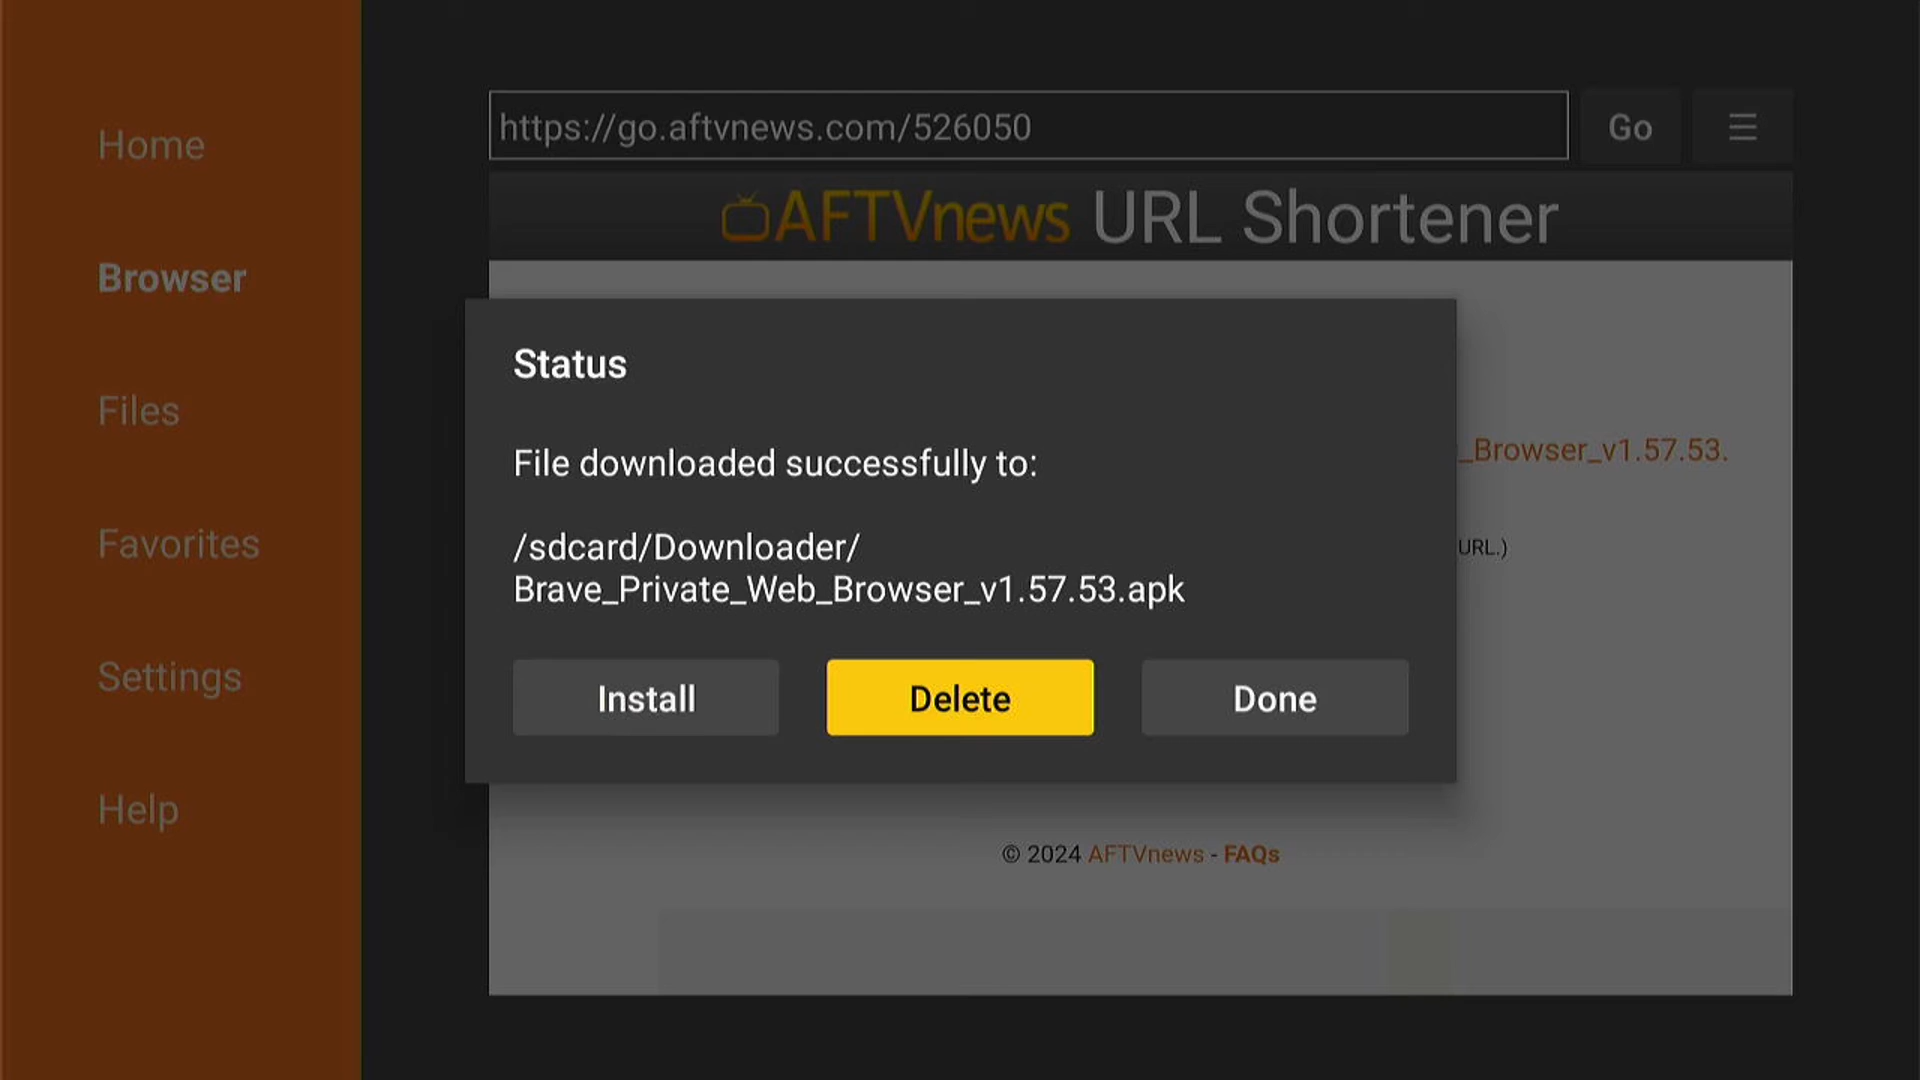 Home
Browser
Files
Favorites
Settings
Help
https://go.aftvnews.com/526050
Go
AFTVnews URL Shortener
_Browser_v1.57.53.
URL.)
Status
File downloaded successfully to:
/sdcard/Downloader/
Brave_Private_Web_Browser_v1.57.53.apk
Install
Delete
Done
© 2024 AFTVnews - FAQs